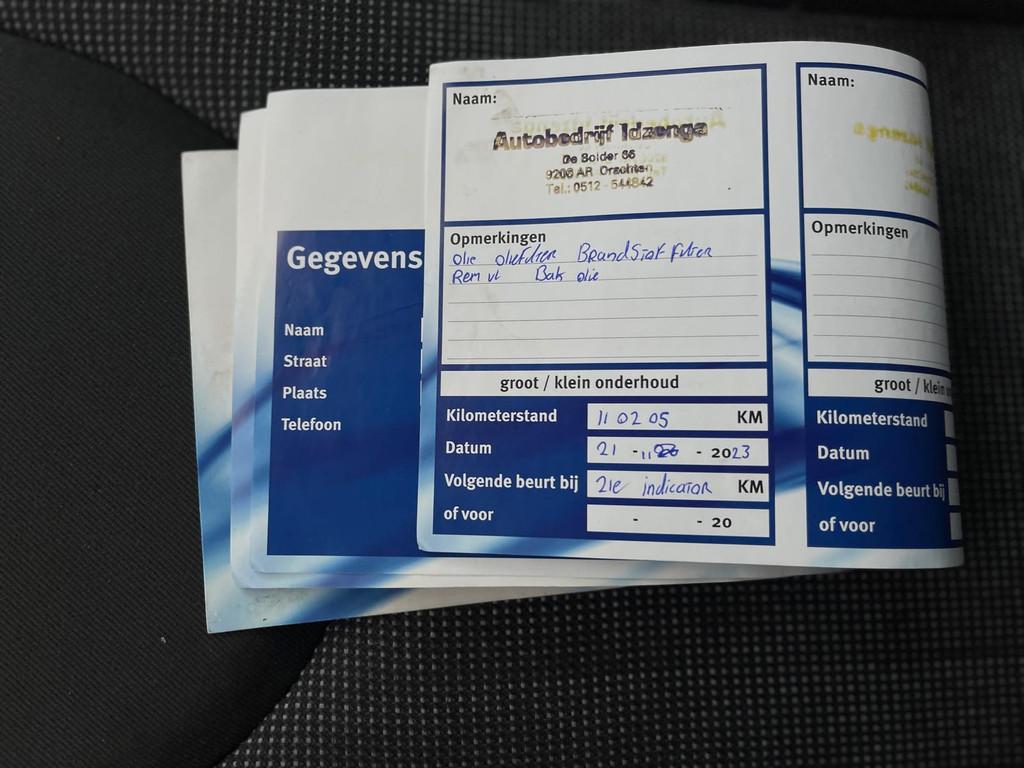 Naam:
Autobedrijf Idzenga
De Bolder 66
9206 AR Drachten
Tel.: 0512 - 544842
Opmerkingen
olie oliefilter Brandstof filter
Rem vl Bak olie
groot / klein onderhoud
Kilometerstand 110205 KM
Datum 21 - 11 - 2023
Volgende beurt bij zie indicator KM
of voor - - 20
Gegevens
Naam
Straat
Plaats
Telefoon
Naam:
Opmerkingen
groot / klein
Kilometerstand
Datum
Volgende beurt bij
of voor